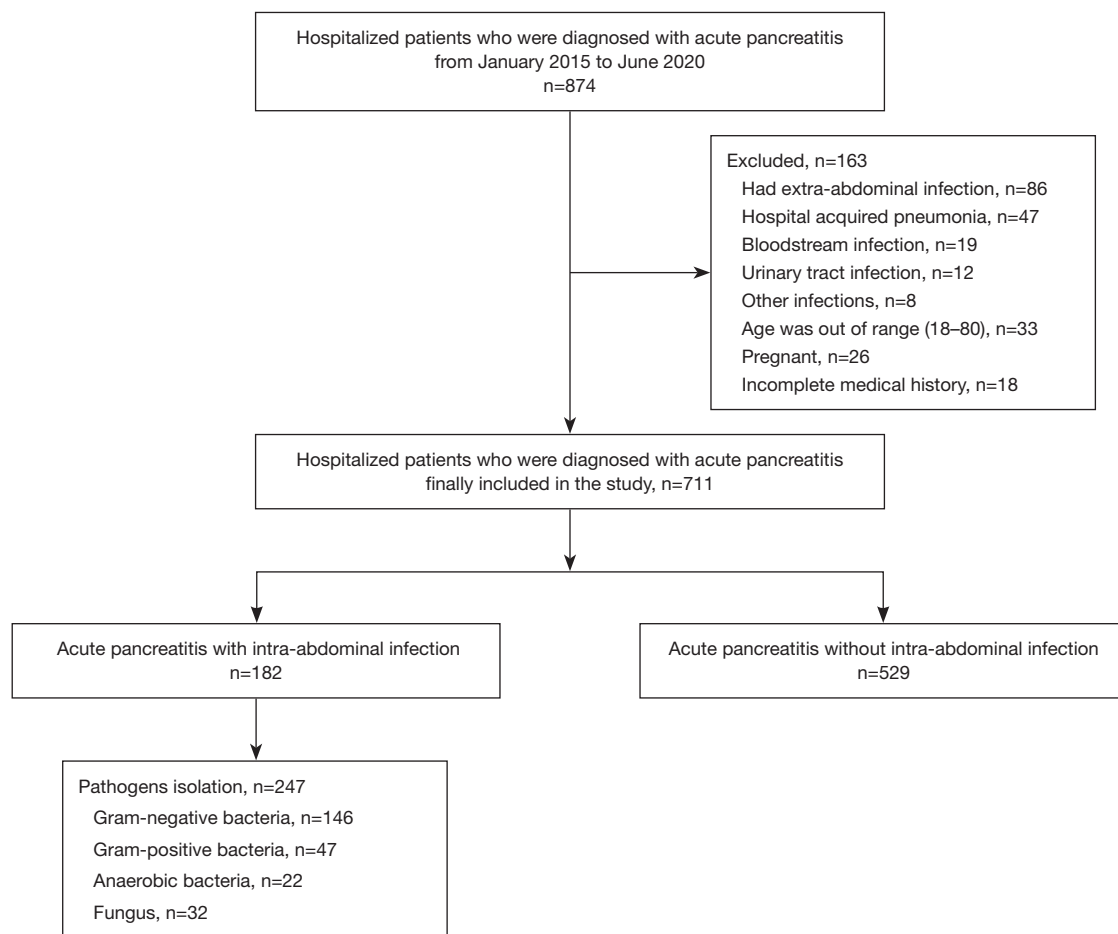 Hospitalized patients who were diagnosed with acute pancreatitis
from January 2015 to June 2020
n=874
Excluded, n=163
Had extra-abdominal infection, n=86
Hospital acquired pneumonia, n=47
Bloodstream infection, n=19
Urinary tract infection, n=12
Other infections, n=8
Age was out of range (18–80), n=33
Pregnant, n=26
Incomplete medical history, n=18
Hospitalized patients who were diagnosed with acute pancreatitis
finally included in the study, n=711
Acute pancreatitis with intra-abdominal infection
n=182
Acute pancreatitis without intra-abdominal infection
n=529
Pathogens isolation, n=247
Gram-negative bacteria, n=146
Gram-positive bacteria, n=47
Anaerobic bacteria, n=22
Fungus, n=32